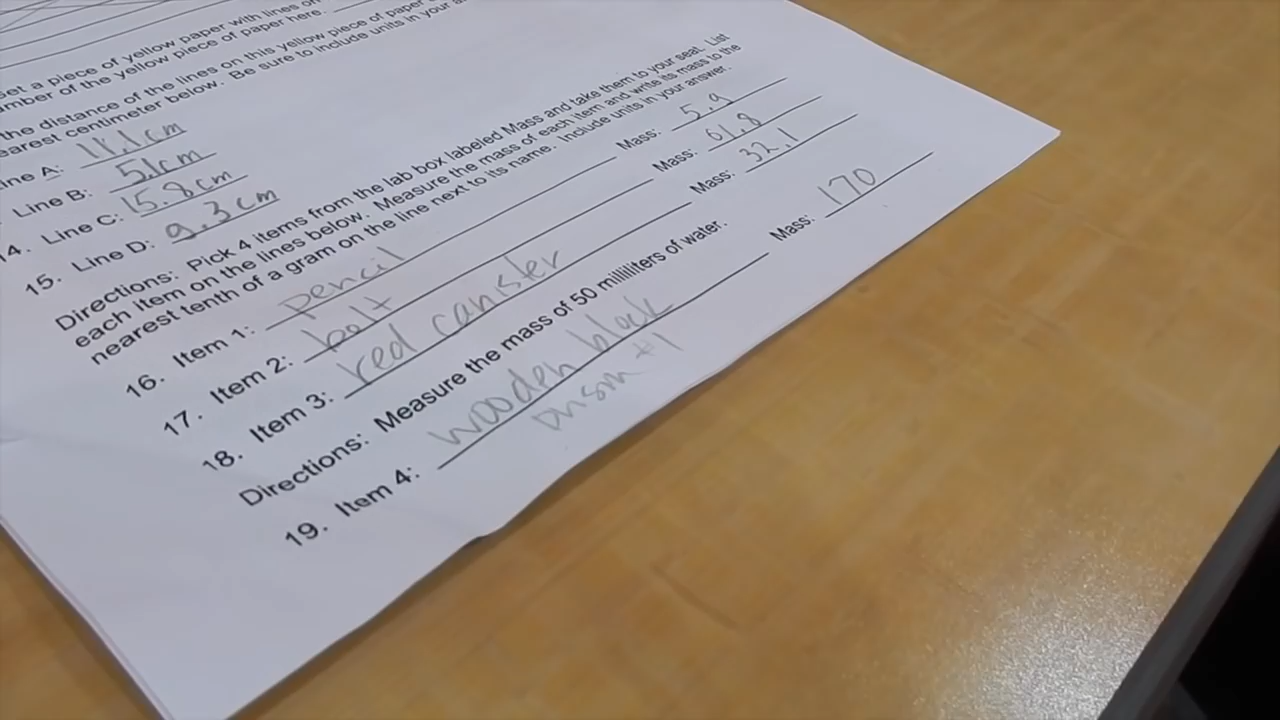 Get a piece of yellow paper with lines on
number of the yellow piece of paper here.
the distance of the lines on this yellow piece of paper
nearest centimeter below. Be sure to include units in your
Line A: 11.1cm
Line B: 5.1cm
14. Line C: 15.8cm
15. Line D: 9.3cm
Directions: Pick 4 items from the lab box labeled Mass and take them to your seat. List
each item on the lines below. Measure the mass of each item and write its mass to the
nearest tenth of a gram on the line next to its name. Include units in your answer.
16. Item 1: pencil Mass: 5.9
17. Item 2: bolt Mass: 61.8
18. Item 3: red canster Mass: 32.1
Directions: Measure the mass of 50 milliliters of water.
19. Item 4: wooden block Mass: 170
prism #1